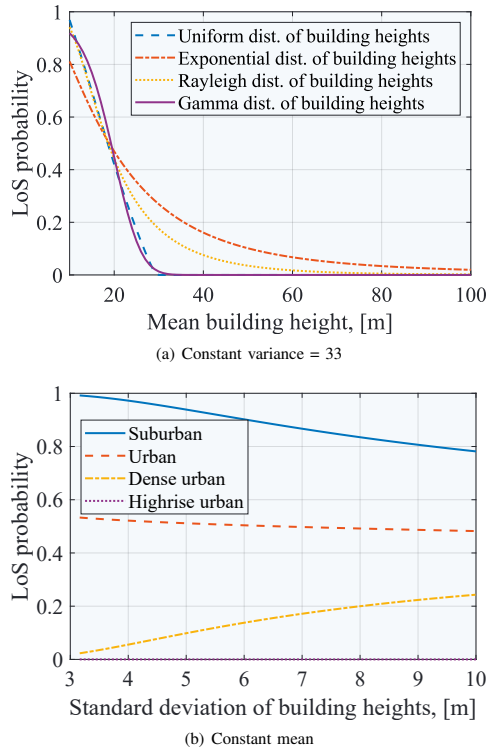 1
0.8
0.6
0.4
0.2
0
LoS probability
Uniform dist. of building heights
Exponential dist. of building heights
Rayleigh dist. of building heights
Gamma dist. of building heights
20 40 60 80 100
Mean building height, [m]
(a) Constant variance = 33
1
0.8
0.6
0.4
0.2
0
LoS probability
Suburban
Urban
Dense urban
Highrise urban
3 4 5 6 7 8 9 10
Standard deviation of building heights, [m]
(b) Constant mean